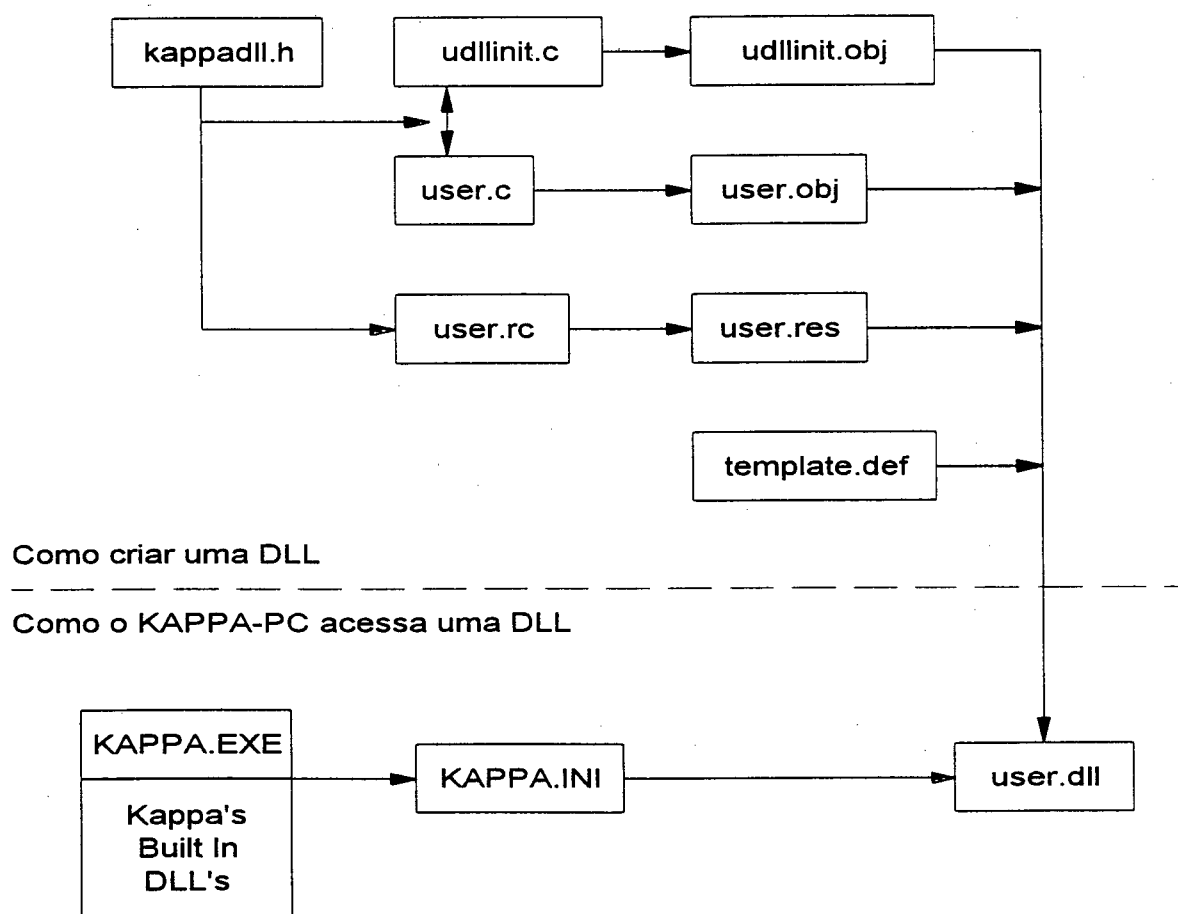 kappadll.h
udllinit.c
udllinit.obj
user.c
user.obj
user.rc
user.res
template.def
Como criar uma DLL
Como o KAPPA-PC acessa uma DLL
KAPPA.EXE
KAPPA.INI
user.dll
Kappa's
Built In
DLL's